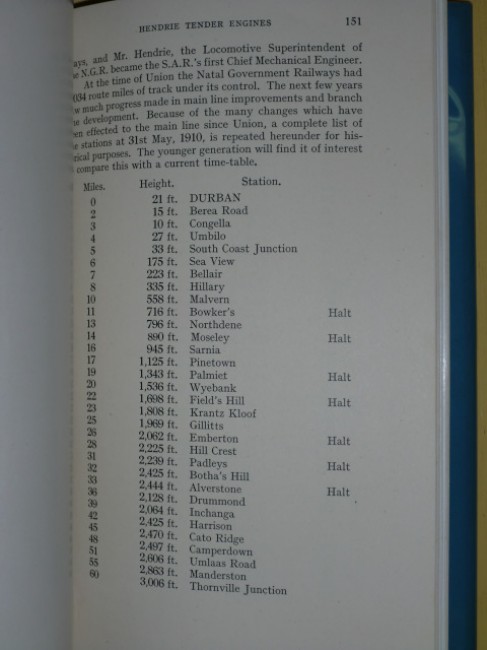 HENDRIE TENDER ENGINES 151
ays, and Mr. Hendrie, the Locomotive Superintendent of
e N.G.R. became the S.A.R.'s first Chief Mechanical Engineer.
At the time of Union the Natal Government Railways had
034 route miles of track under its control. The next few years
w much progress made in main line improvements and branch
ne development. Because of the many changes which have
en effected to the main line since Union, a complete list of
e stations at 31st May, 1910, is repeated hereunder for his-
rical purposes. The younger generation will find it of interest
compare this with a current time-table.
Miles. Height. Station.
0 21 ft. DURBAN
2 15 ft. Berea Road
3 10 ft. Congella
4 27 ft. Umbilo
5 33 ft. South Coast Junction
6 175 ft. Sea View
7 223 ft. Bellair
8 335 ft. Hillary
10 558 ft. Malvern
11 716 ft. Bowker's Halt
13 796 ft. Northdene
14 890 ft. Moseley Halt
16 945 ft. Sarnia
17 1,125 ft. Pinetown
19 1,343 ft. Palmiet Halt
20 1,536 ft. Wyebank
22 1,698 ft. Field's Hill Halt
23 1,808 ft. Krantz Kloof
25 1,969 ft. Gillitts
26 2,062 ft. Emberton Halt
28 2,225 ft. Hill Crest
31 2,239 ft. Padleys Halt
32 2,425 ft. Botha's Hill
33 2,444 ft. Alverstone Halt
36 2,128 ft. Drummond
39 2,064 ft. Inchanga
42 2,425 ft. Harrison
45 2,470 ft. Cato Ridge
48 2,497 ft. Camperdown
51 2,606 ft. Umlaas Road
55 2,863 ft. Manderston
60 3,006 ft. Thornville Junction